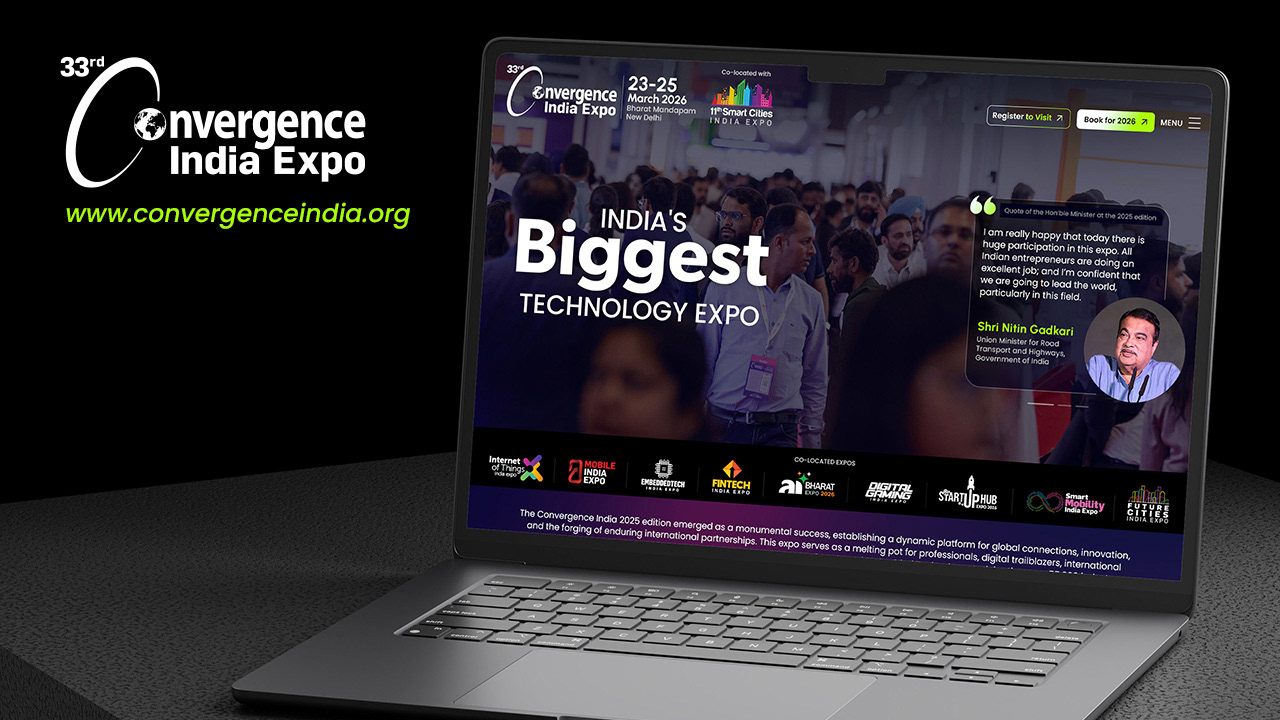 33rd
Convergence
India Expo
www.convergenceindia.org
33rd
Convergence
India Expo
23-25
March 2026
Bharat Mandapam
New Delhi
Co-located with
11th Smart Cities
INDIA EXPO
Register to Visit
Book for 2026
MENU
INDIA'S
Biggest
TECHNOLOGY EXPO
Quote of the Hon'ble Minister at the 2025 edition
I am really happy that today there is
huge participation in this expo. All
Indian entrepreneurs are doing an
excellent job; and I'm confident that
we are going to lead the world,
particularly in this field.
Shri Nitin Gadkari
Union Minister for Road
Transport and Highways,
Government of India
CO-LOCATED EXPOS
Internet
of Things
india expo
MOBILE
INDIA
EXPO
EMBEDDEDTECH
INDIA EXPO
FINTECH
INDIA EXPO
ai BHARAT
EXPO 2026
DIGITAL
GAMING
INDIA EXPO
STARTUP HUB
EXPO 2026
Smart
Mobility
India Expo
FUTURE
CITIES
INDIA EXPO
The Convergence India 2025 edition emerged as a monumental success, establishing a dynamic platform for global connections, innovation,
and the forging of enduring international partnerships. This expo serves as a melting pot for professionals, digital trailblazers, international